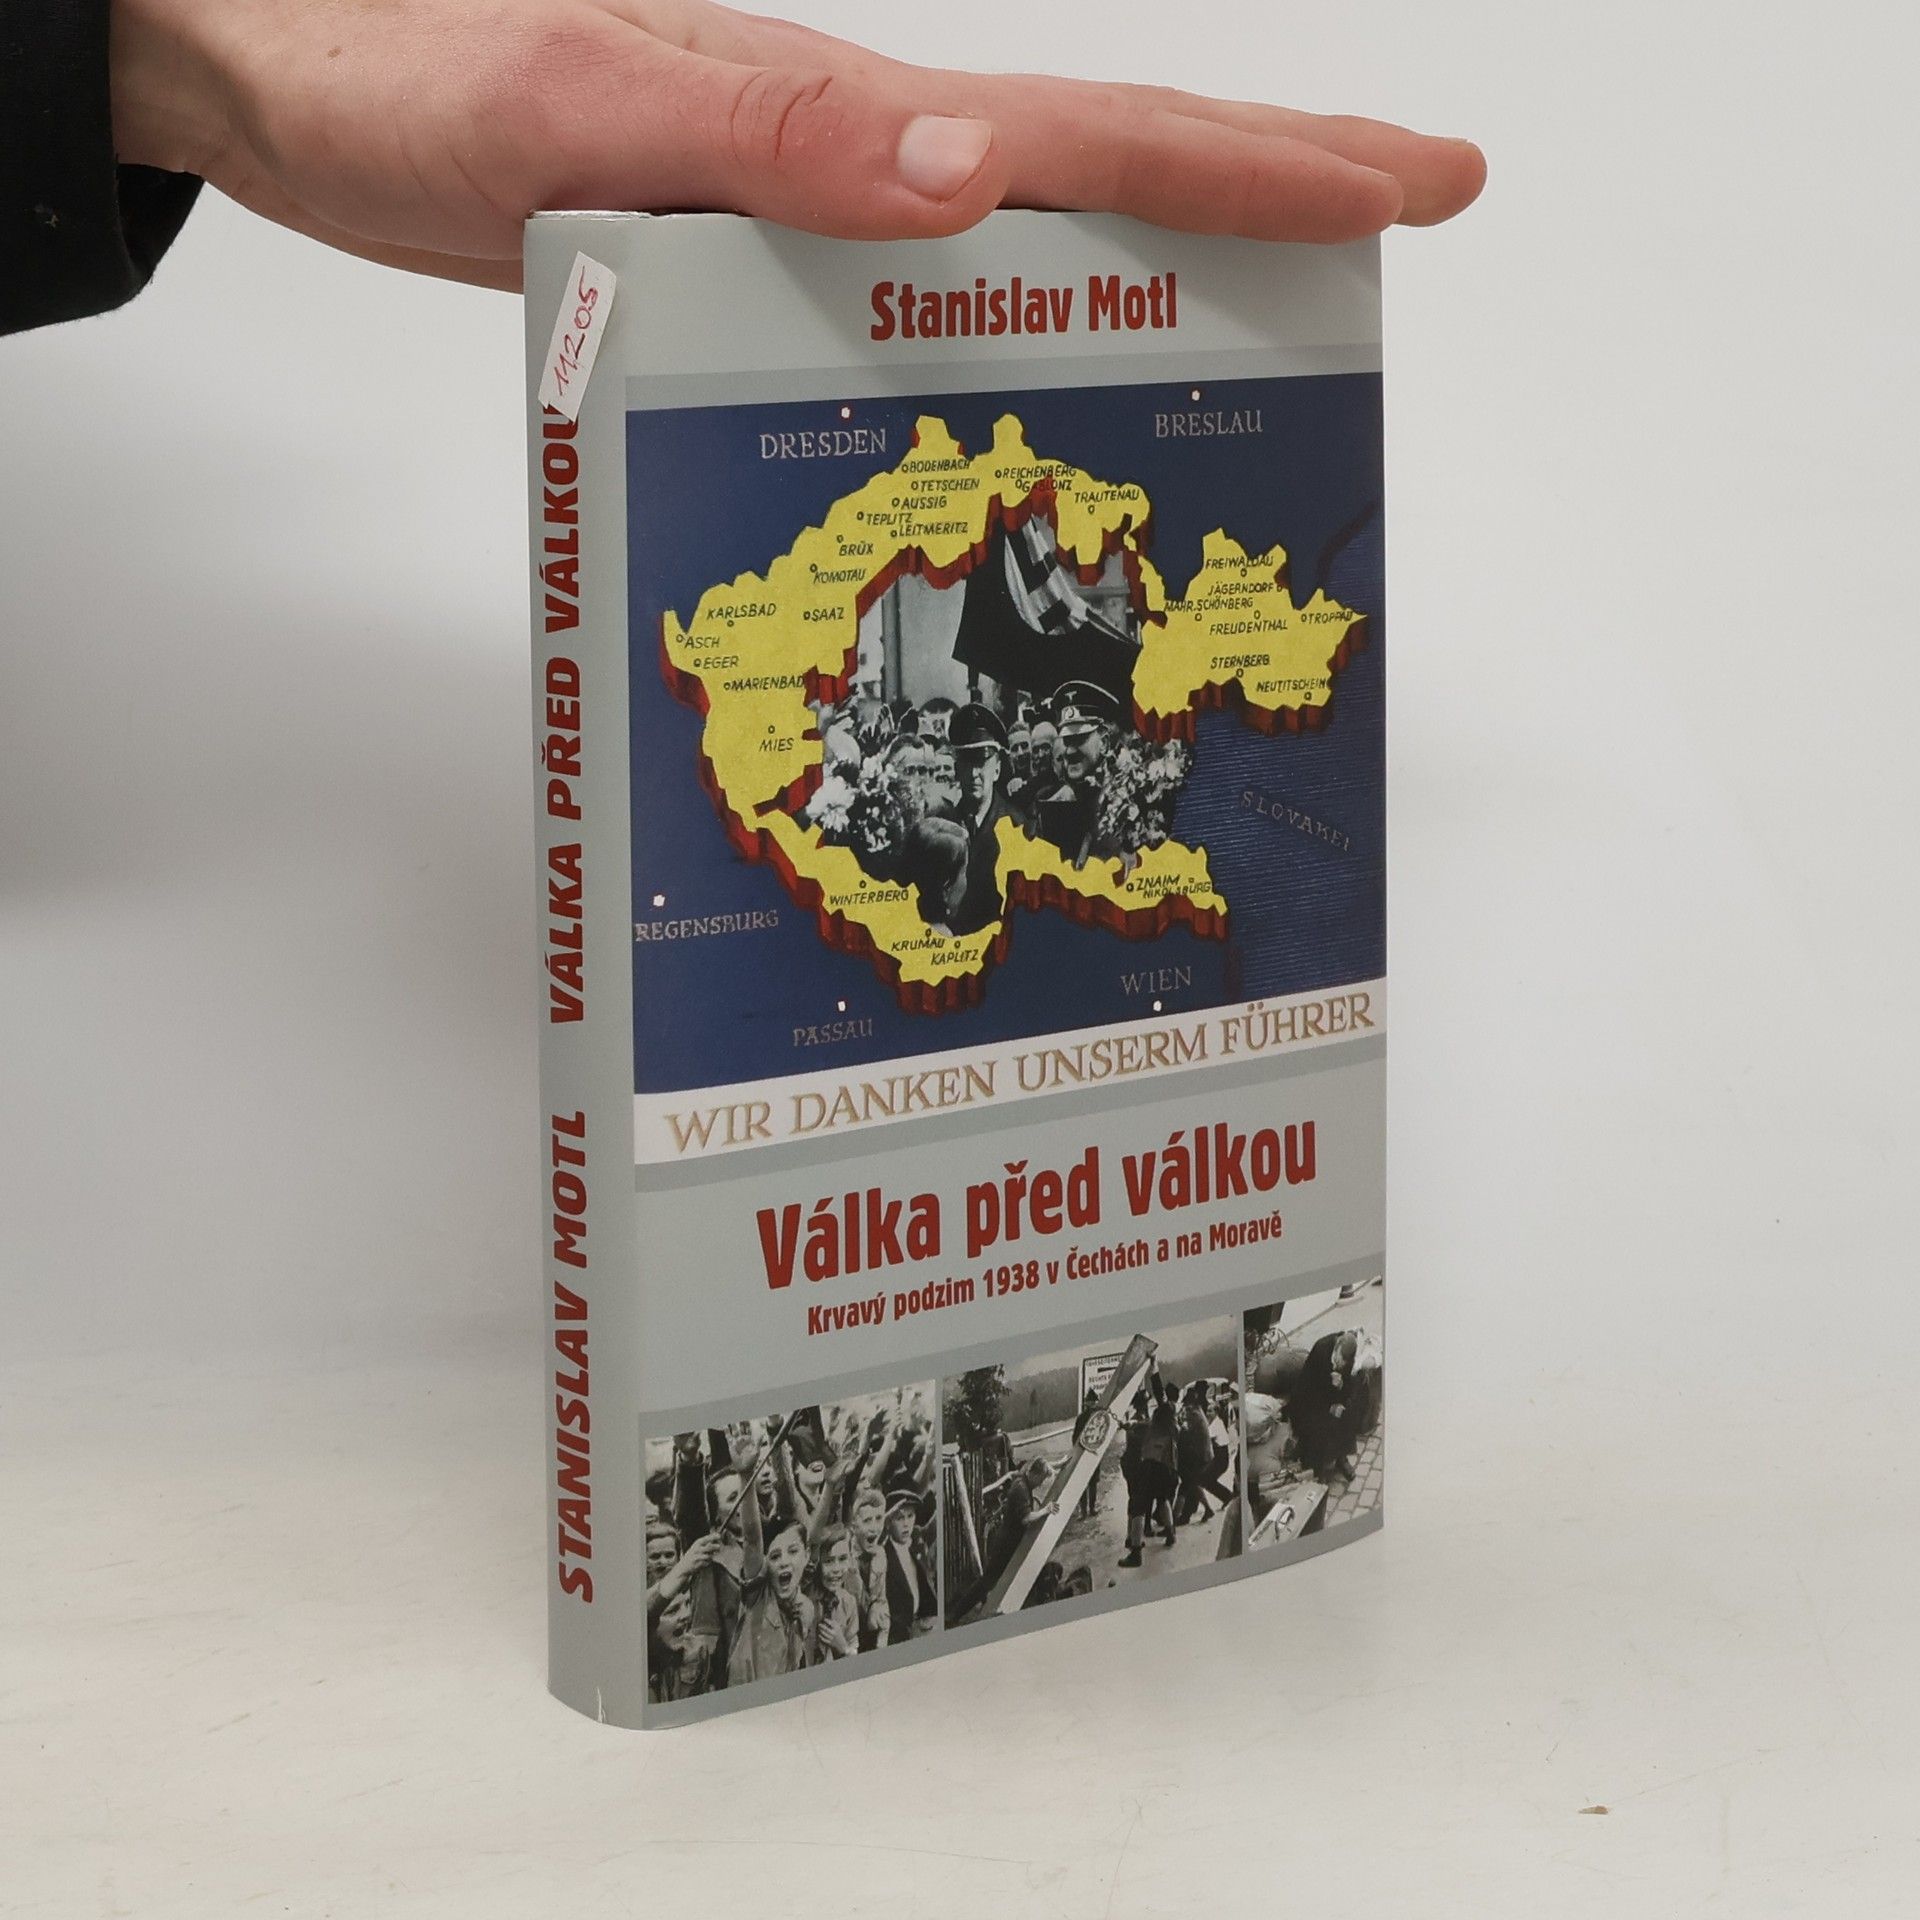 Stanislav Motl
11205
STANISLAV MOTL VÁLKA PŘED VÁLKOU
DRESDEN
BRESLAU
BODENBACH
TETSCHEN
AUSSIG
TEPLITZ
LEITMERITZ
BRÜX
KOMOTAU
REICHENBERG
GABLONZ
TRAUTENAU
KARLSBAD
SAAZ
ASCH
EGER
MARIENBAD
MIES
FREIWALDAU
JÄGERNDORF
MÄHR.SCHÖNBERG
FREUDENTHAL
TROPPAU
STERNBERG
NEUTITSCHEIN
SLOVAKEI
WINTERBERG
KRUMAU
KAPLITZ
ZNAIM
NIKOLSBURG
REGENSBURG
PASSAU
WIEN
WIR DANKEN UNSERM FÜHRER
Válka před válkou
Krvavý podzim 1938 v Čechách a na Moravě